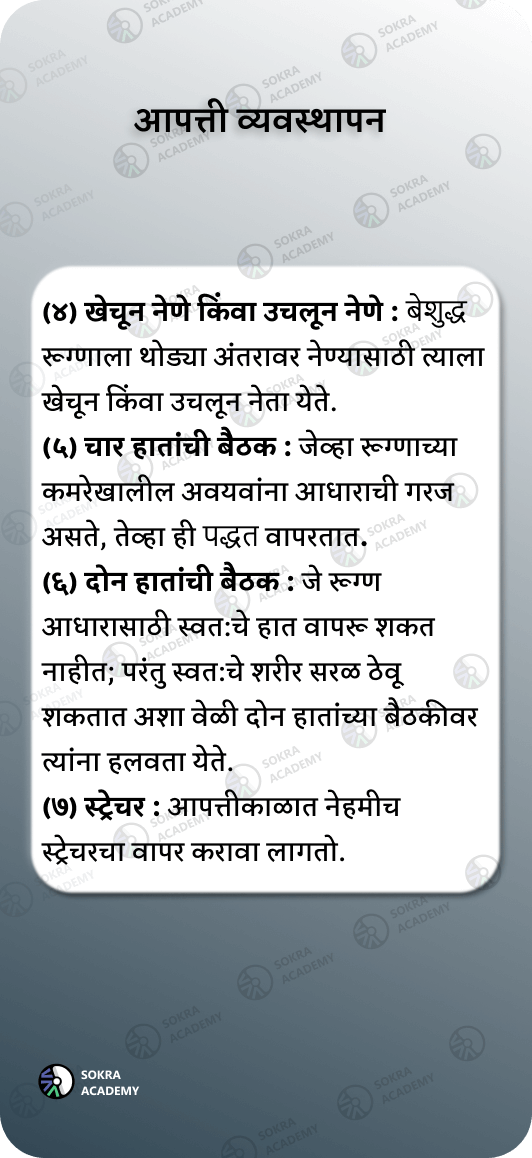 आपत्ती व्यवस्थापन
(४) खेचून नेणे किंवा उचलून नेणे : बेशुद्ध
रूग्णाला थोड्या अंतरावर नेण्यासाठी त्याला
खेचून किंवा उचलून नेता येते.
(५) चार हातांची बैठक : जेव्हा रूग्णाच्या
कमरेखालील अवयवांना आधाराची गरज
असते, तेव्हा ही पद्धत वापरतात.
(६) दोन हातांची बैठक : जे रूग्ण
आधारासाठी स्वत:चे हात वापरू शकत
नाहीत; परंतु स्वत:चे शरीर सरळ ठेवू
शकतात अशा वेळी दोन हातांच्या बैठकीवर
त्यांना हलवता येते.
(७) स्ट्रेचर : आपत्तीकाळात नेहमीच
स्ट्रेचरचा वापर करावा लागतो.
SOKRA
ACADEMY